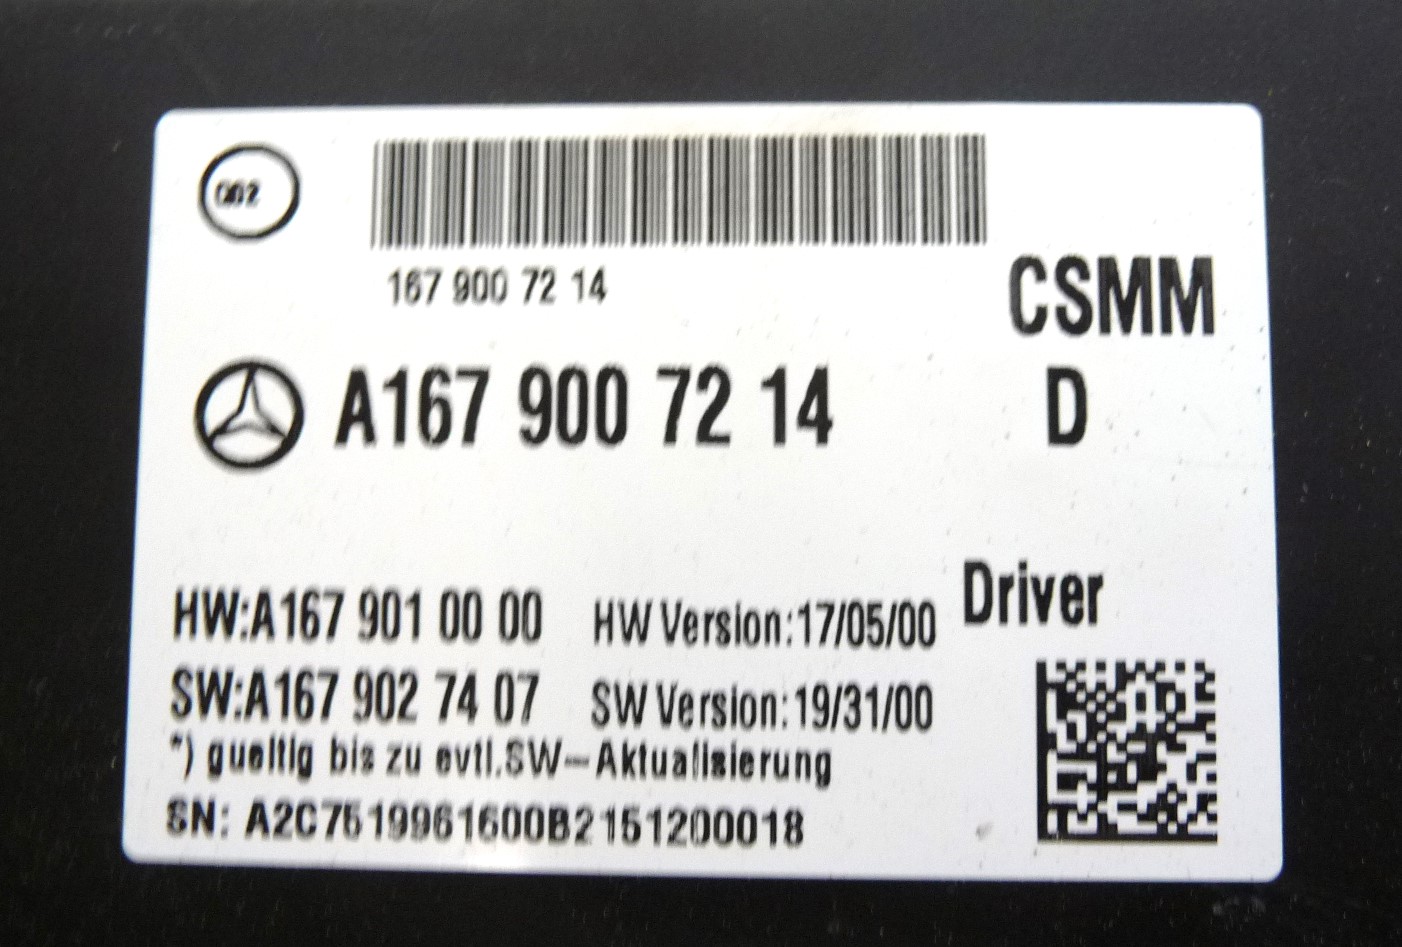 002
167 900 72 14
CSMM
A167 900 72 14 D
HW:A167 901 00 00 HW Version:17/05/00 Driver
SW:A167 902 74 07 SW Version:19/31/00
*) gueltig bis zu evtl.SW-Aktualisierung
SN: A2C7519961600B2151200018